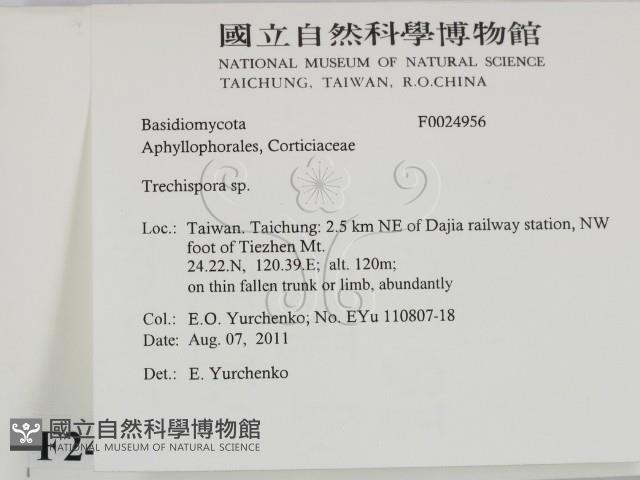 國立自然科學博物館
NATIONAL MUSEUM OF NATURAL SCIENCE
TAICHUNG, TAIWAN, R.O.CHINA
Basidiomycota F0024956
Aphyllophorales, Corticiaceae
Trechispora sp.
Loc.: Taiwan. Taichung: 2.5 km NE of Dajia railway station, NW
foot of Tiezhen Mt.
24.22.N, 120.39.E; alt. 120m;
on thin fallen trunk or limb, abundantly
Col.: E.O. Yurchenko; No. EYu 110807-18
Date: Aug. 07, 2011
Det.: E. Yurchenko
國立自然科學博物館
NATIONAL MUSEUM OF NATURAL SCIENCE
F2-